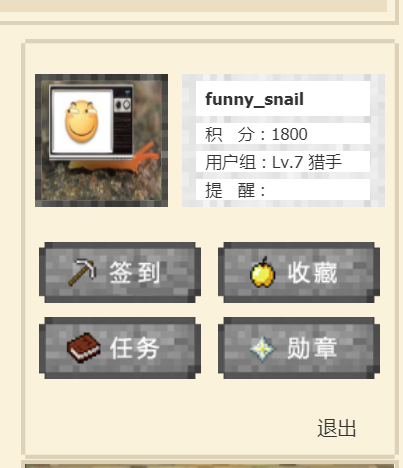 funny_snail
积 分：1800
用户组：Lv.7 猎手
提 醒：
签到
收藏
任务
勋章
退出